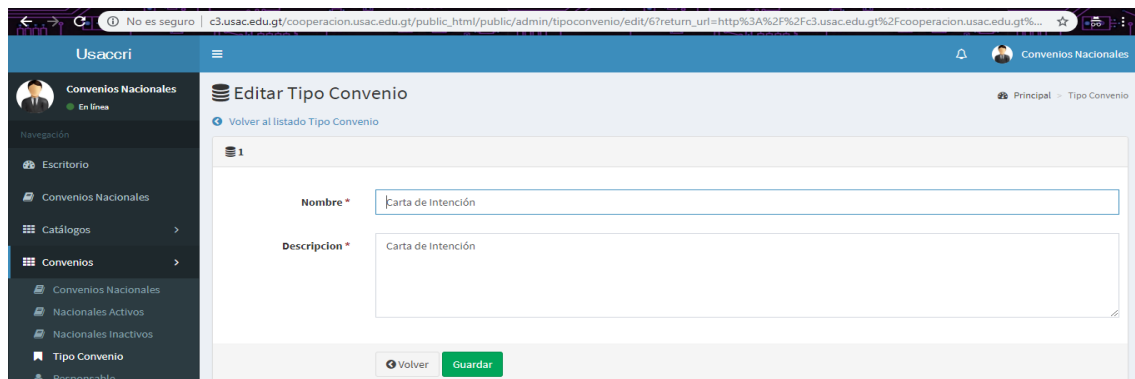 No es seguro | c3.usac.edu.gt/cooperacion.usac.edu.gt/public_html/public/admin/tipoconvenio/edit/6?return_url=http%3A%2F%2Fc3.usac.edu.gt%2Fcooperacion.usac.edu.gt%...
Usaccri
Convenios Nacionales
Convenios Nacionales
En línea
Editar Tipo Convenio
Principal > Tipo Convenio
Volver al listado Tipo Convenio
Navegación
1
Escritorio
Convenios Nacionales
Nombre *
Carta de Intención
Catálogos
Descripcion *
Carta de Intención
Convenios
Convenios Nacionales
Nacionales Activos
Nacionales Inactivos
Tipo Convenio
Volver
Guardar
Responsable